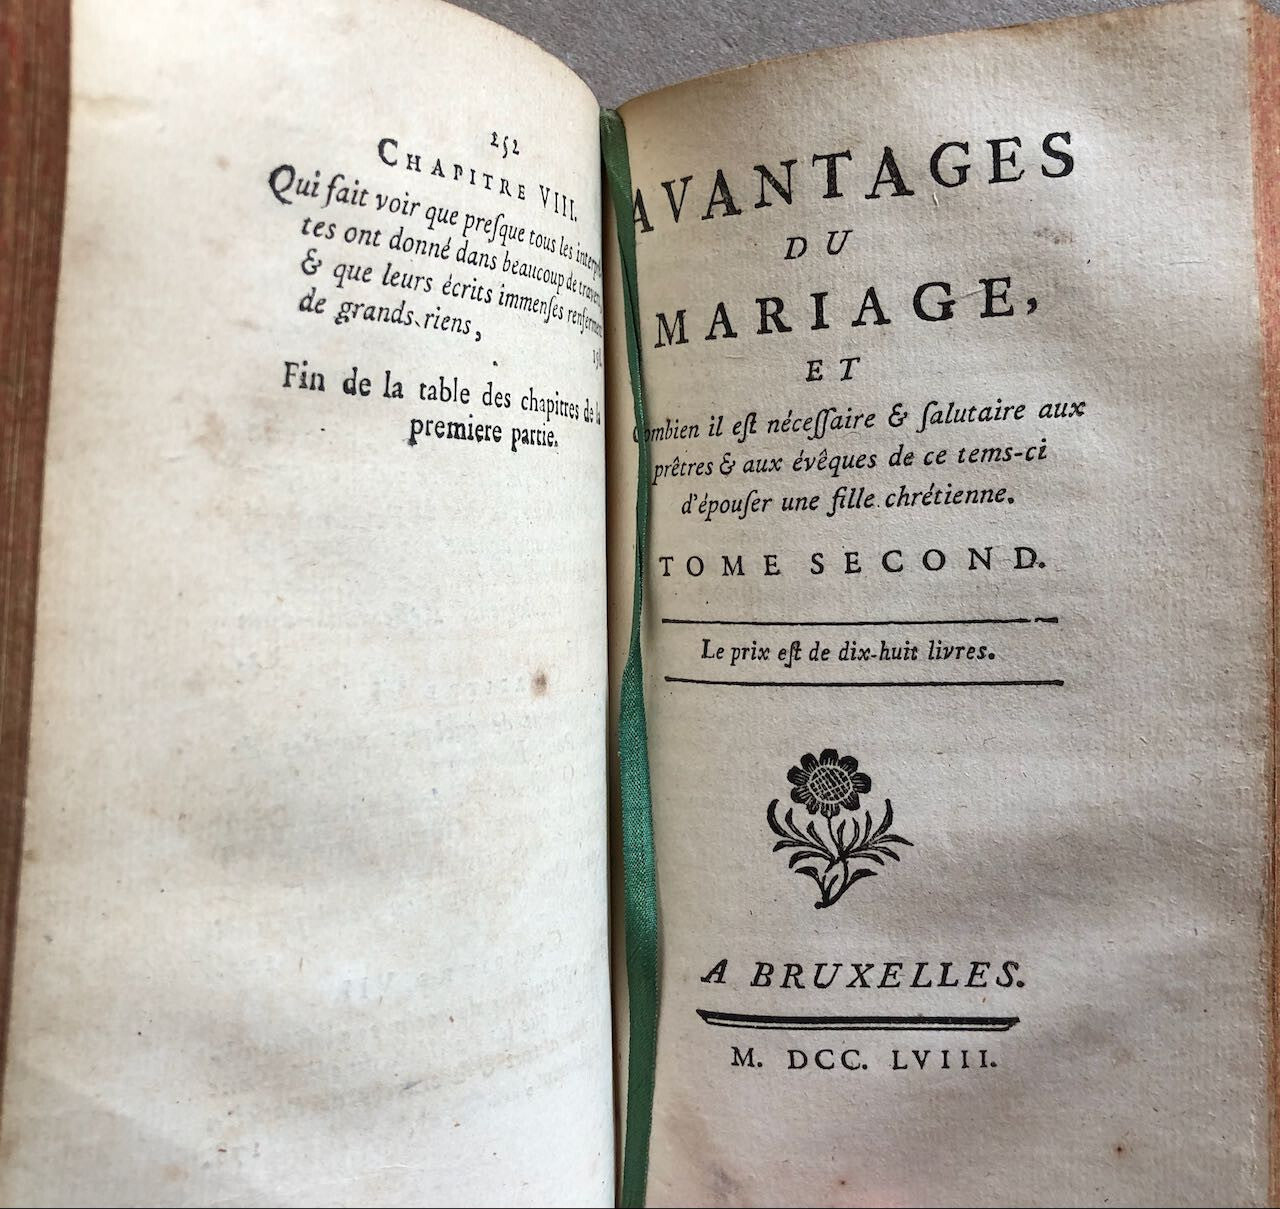 252
CHAPITRE VIII.
Qui fait voir que preſque tous les
tes ont donné dans beaucoup de
& que leurs écrits immenſes
de grands riens,
Fin de la table des chapitres de la
premiere partie.
AVANTAGES
DU
MARIAGE,
ET
Combien il eſt néceſſaire & ſalutaire aux
prêtres & aux évêques de ce tems-ci
d'épouſer une fille chrétienne.
TOME SECOND.
Le prix eſt de dix-huit livres.
A BRUXELLES.
M. DCC. LVIII.